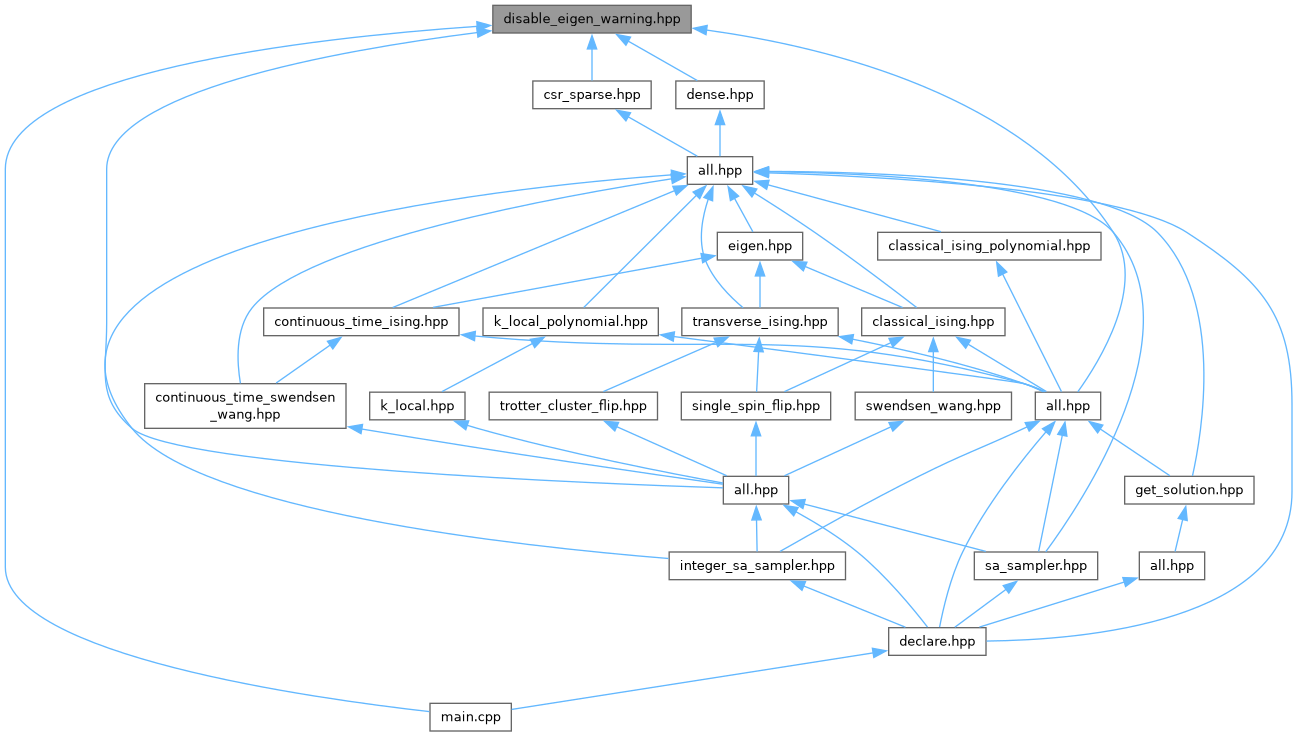 disable_eigen_warning.hpp
csr_sparse.hpp
dense.hpp
all.hpp
eigen.hpp
classical_ising_polynomial.hpp
continuous_time_ising.hpp
k_local_polynomial.hpp
transverse_ising.hpp
classical_ising.hpp
continuous_time_swendsen
_wang.hpp
k_local.hpp
trotter_cluster_flip.hpp
single_spin_flip.hpp
swendsen_wang.hpp
all.hpp
all.hpp
get_solution.hpp
integer_sa_sampler.hpp
sa_sampler.hpp
all.hpp
declare.hpp
main.cpp